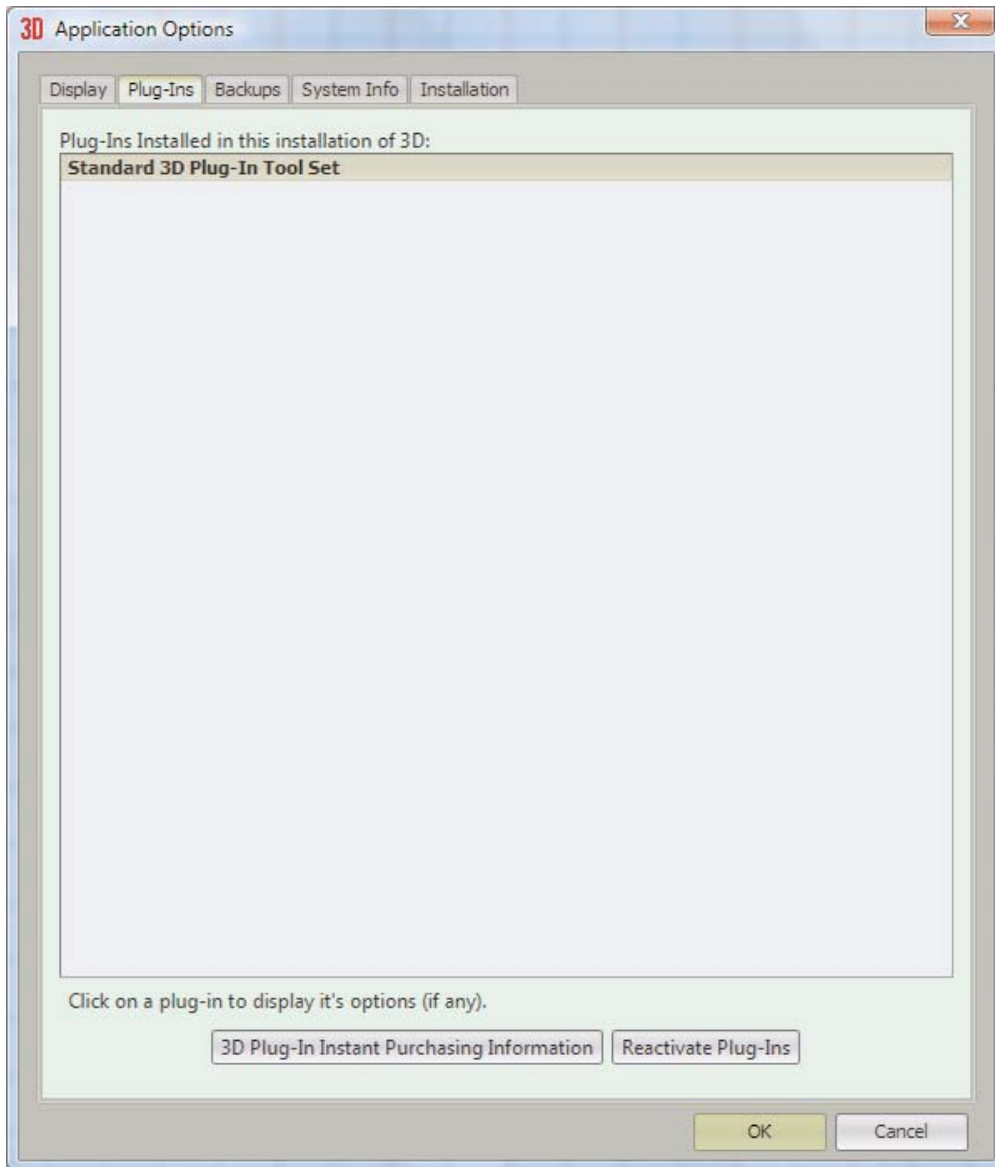 3D Application Options
Display Plug-Ins Backups System Info Installation
Plug-Ins Installed in this installation of 3D:
Standard 3D Plug-In Tool Set
Click on a plug-in to display it's options (if any).
3D Plug-In Instant Purchasing Information Reactivate Plug-Ins
OK Cancel